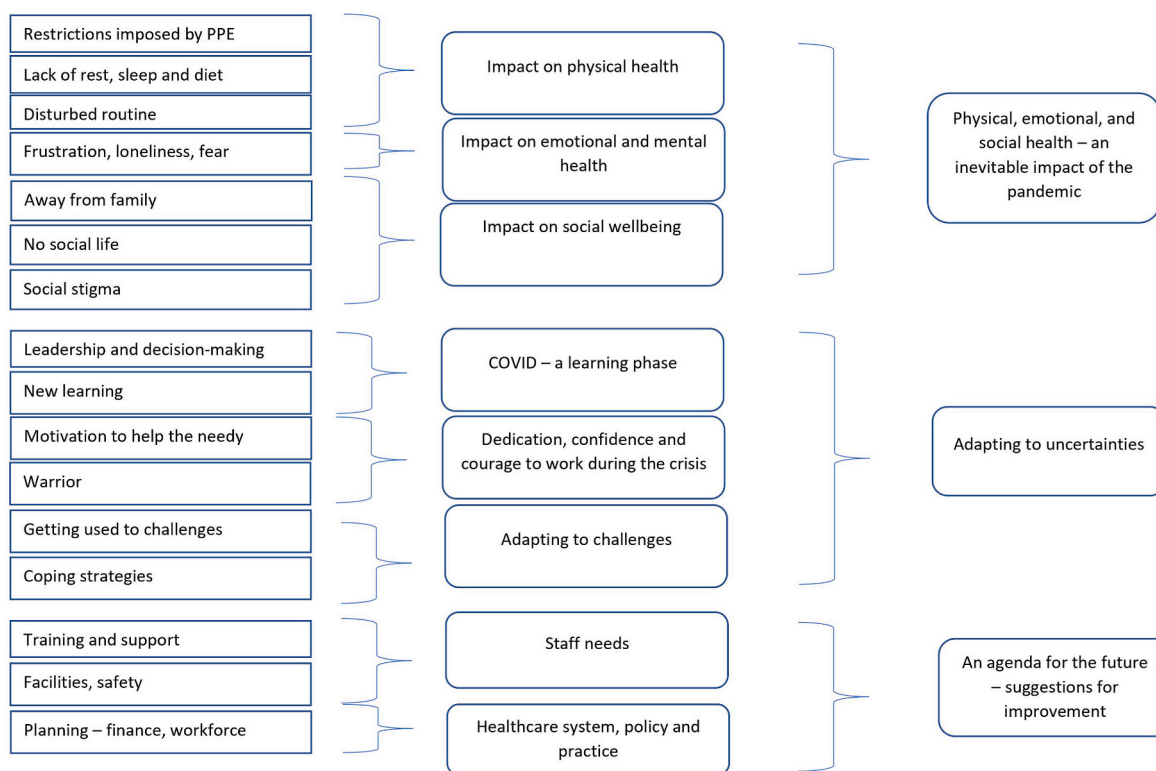 Restrictions imposed by PPE
Lack of rest, sleep and diet
Disturbed routine
Frustration, loneliness, fear
Away from family
No social life
Social stigma
Impact on physical health
Impact on emotional and mental
health
Impact on social wellbeing
Physical, emotional, and
social health – an
inevitable impact of the
pandemic
Leadership and decision-making
New learning
Motivation to help the needy
Warrior
Getting used to challenges
Coping strategies
COVID – a learning phase
Dedication, confidence and
courage to work during the crisis
Adapting to challenges
Adapting to uncertainties
Training and support
Facilities, safety
Planning – finance, workforce
Staff needs
Healthcare system, policy and
practice
An agenda for the future
– suggestions for
improvement